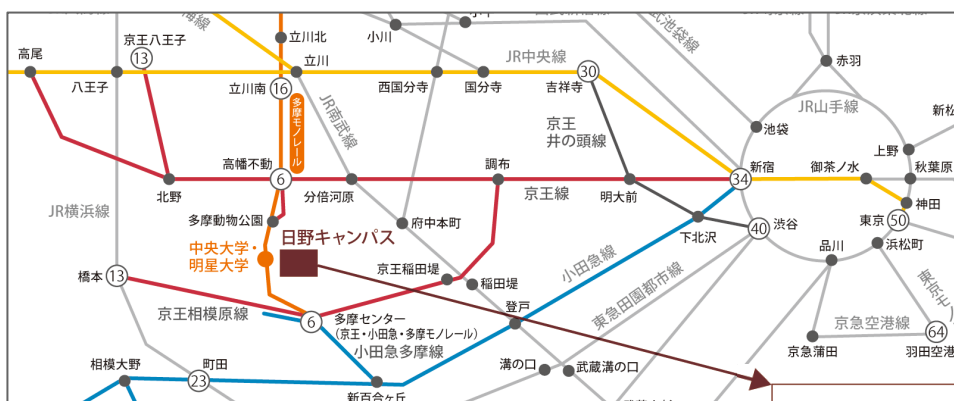 立川北
小川
武池袋線
高尾
京王八王子
13
八王子
立川
JR中央線
西国分寺
国分寺
吉祥寺
30
赤羽
立川南
16
多摩モノレール
JR南武線
京王
井の頭線
JR山手線
池袋
上野
新松
高幡不動
6
北野
分倍河原
調布
京王線
明大前
新宿
34
御茶ノ水
秋葉原
神田
JR横浜線
多摩動物公園
府中本町
下北沢
渋谷
40
東京
50
浜松町
品川
中央大学・
明星大学
日野キャンパス
橋本
13
京王稲田堤
稲田堤
小田急線
東急田園都市線
東京モノ
京王相模原線
6
多摩センター
(京王・小田急・多摩モノレール)
登戸
京急空港線
64
京急蒲田
羽田空港
小田急多摩線
相模大野
町田
23
新百合ヶ丘
溝の口
武蔵溝の口